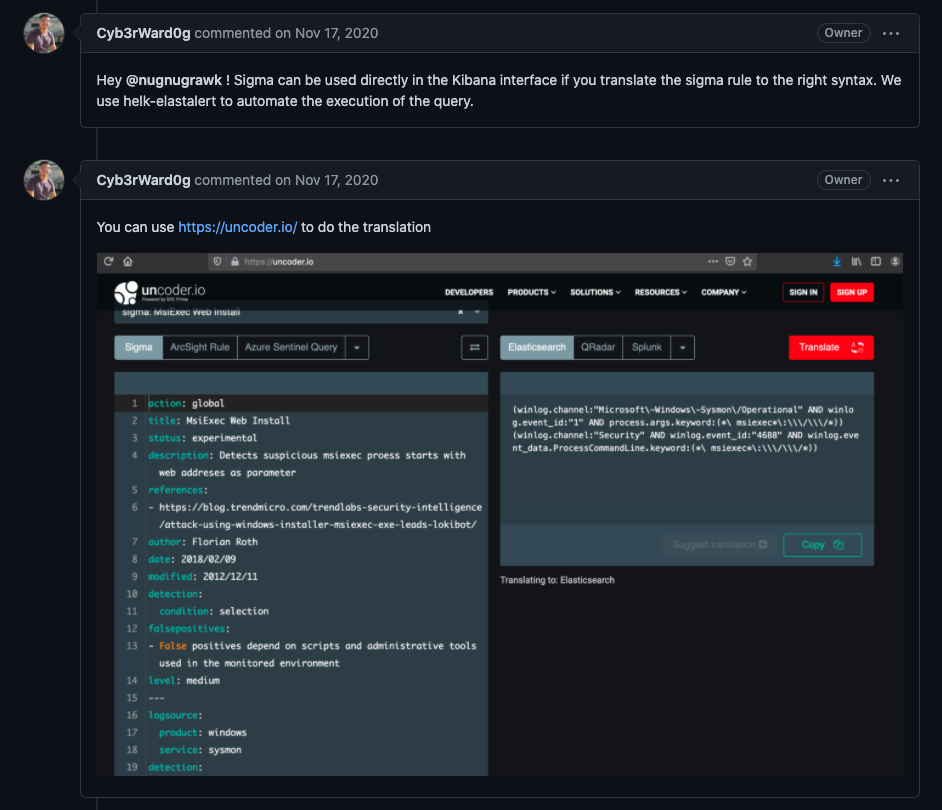 Cyb3rWard0g commented on Nov 17, 2020 Owner ...
Hey @nugnugrawk ! Sigma can be used directly in the Kibana interface if you translate the sigma rule to the right syntax. We
use helk-elastalert to automate the execution of the query.
Cyb3rWard0g commented on Nov 17, 2020 Owner ...
You can use https://uncoder.io/ to do the translation
https://uncoder.io
uncoder.io
Powered by SOC Prime
DEVELOPERS PRODUCTS SOLUTIONS RESOURCES COMPANY SIGN IN SIGN UP
sigma: MsiExec Web Install
Sigma ArcSight Rule Azure Sentinel Query
Elasticsearch QRadar Splunk Translate
1 action: global
2 title: MsiExec Web Install
3 status: experimental
4 description: Detects suspicious msiexec proess starts with
web addreses as parameter
5 references:
6 - https://blog.trendmicro.com/trendlabs-security-intelligence
/attack-using-windows-installer-msiexec-exe-leads-lokibot/
7 author: Florian Roth
8 date: 2018/02/09
9 modified: 2012/12/11
10 detection:
11 condition: selection
12 falsepositives:
13 - False positives depend on scripts and administrative tools
used in the monitored environment
14 level: medium
15 ---
16 logsource:
17 product: windows
18 service: sysmon
19 detection:
(winlog.channel:"Microsoft\-Windows\-Sysmon\/Operational" AND winlo
g.event_id:"1" AND process.args.keyword:(*\ msiexec*\:\\\/\\\/*))
(winlog.channel:"Security" AND winlog.event_id:"4688" AND winlog.eve
nt_data.ProcessCommandLine.keyword:(*\ msiexec*\:\\\/\\\/*))
Suggest translation Copy
Translating to: Elasticsearch